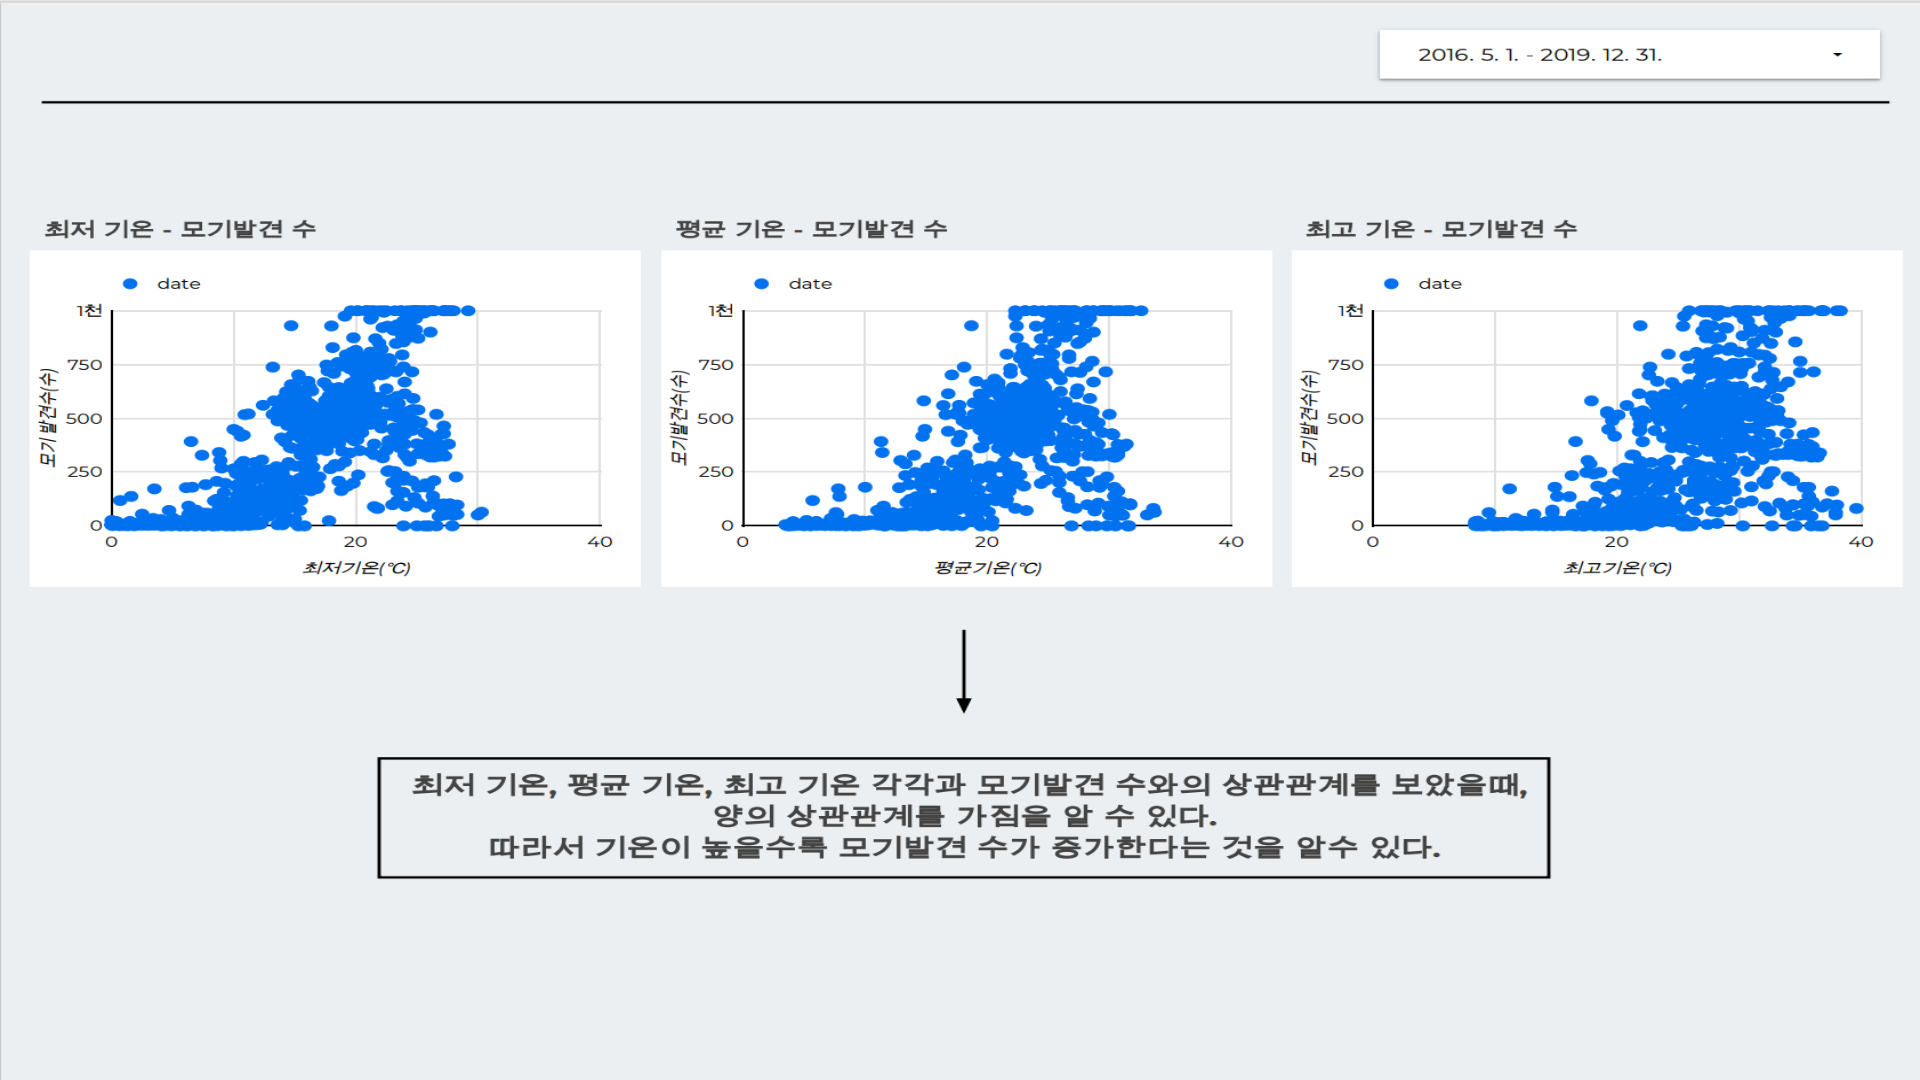 2016. 5. 1. - 2019. 12. 31.
최저 기온 - 모기발견 수
date
1천
750
500
250
0
0
20
40
모기 발견수(수)
최저기온(℃)
평균 기온 - 모기발견 수
date
1천
750
500
250
0
0
20
40
모기발견수(수)
평균기온(℃)
최고 기온 - 모기발견 수
date
1천
750
500
250
0
0
20
40
모기발견수(수)
최고기온(℃)
최저 기온, 평균 기온, 최고 기온 각각과 모기발견 수와의 상관관계를 보았을때,
양의 상관관계를 가짐을 알 수 있다.
따라서 기온이 높을수록 모기발견 수가 증가한다는 것을 알수 있다.